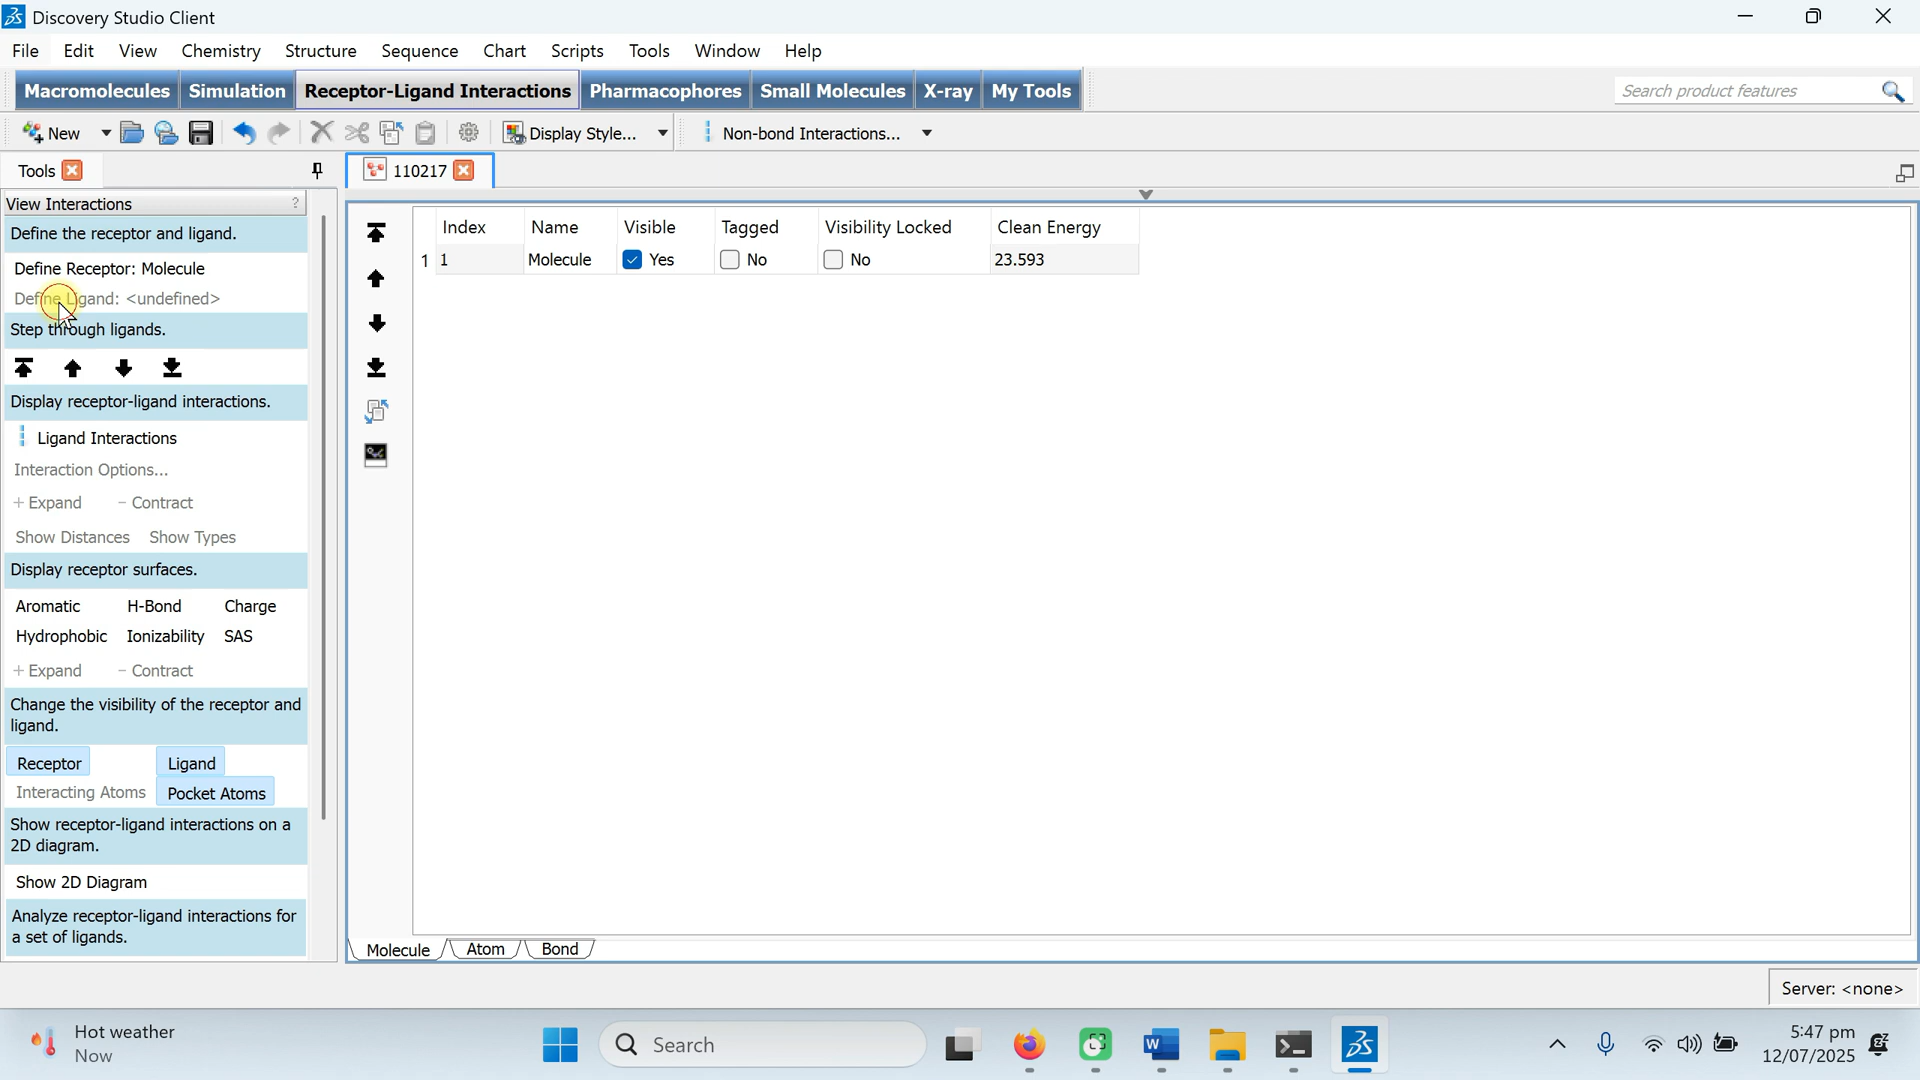 Discovery Studio Client
File Edit View Chemistry Structure Sequence Chart Scripts Tools Window Help
Macromolecules Simulation Receptor-Ligand Interactions Pharmacophores Small Molecules X-ray My Tools
Search product features
New Display Style... Non-bond Interactions...
Tools
110217
View Interactions ?
Define the receptor and ligand.
Define Receptor: Molecule
Define Ligand: <undefined>
Step through ligands.
Display receptor-ligand interactions.
Ligand Interactions
Interaction Options...
+ Expand - Contract
Show Distances Show Types
Display receptor surfaces.
Aromatic H-Bond Charge
Hydrophobic Ionizability SAS
+ Expand - Contract
Change the visibility of the receptor and
ligand.
Receptor Ligand
Interacting Atoms Pocket Atoms
Show receptor-ligand interactions on a
2D diagram.
Show 2D Diagram
Analyze receptor-ligand interactions for
a set of ligands.
Index Name Visible Tagged Visibility Locked Clean Energy
1 1 Molecule Yes No No 23.593
Molecule Atom Bond
Server: <none>
Hot weather
Now
Search
5:47 pm
12/07/2025